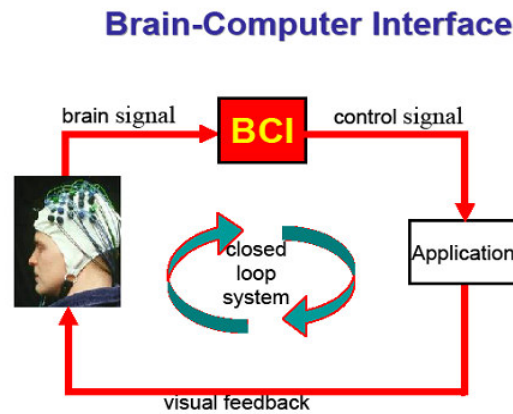 Brain-Computer Interface
brain signal
BCI
control signal
closed
loop
system
Application
visual feedback